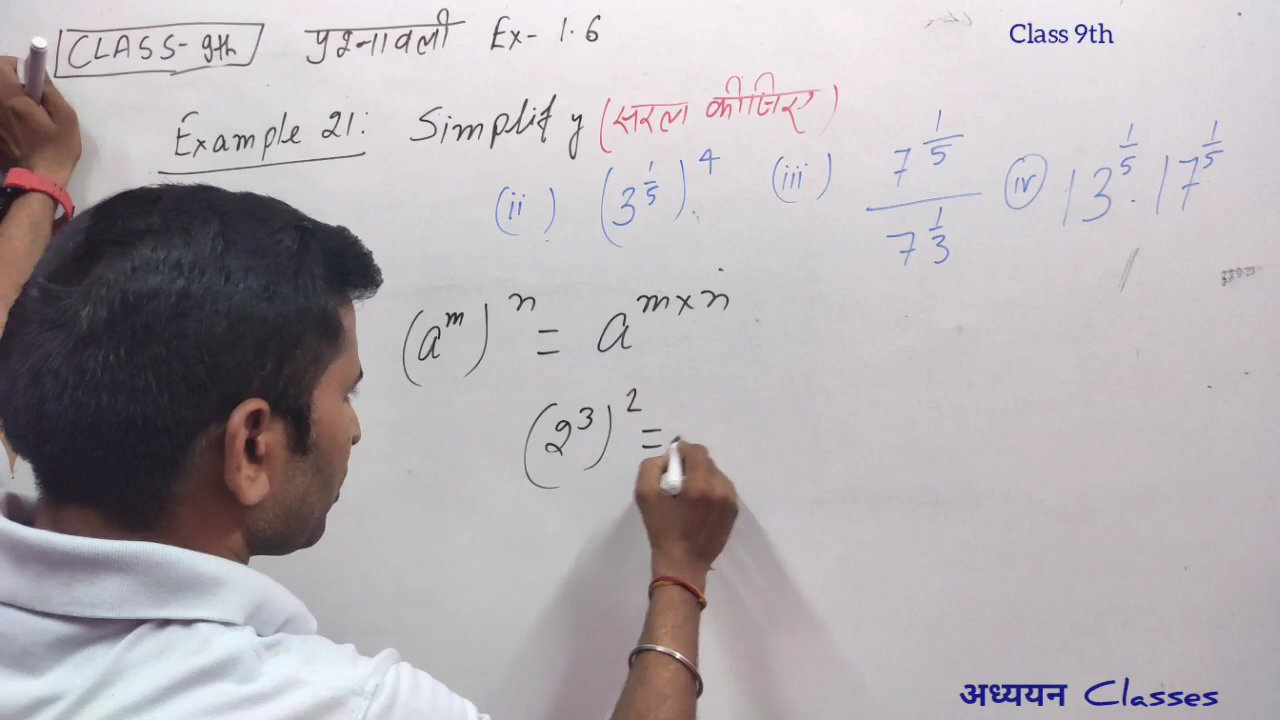 CLASS-9th प्रश्नावली Ex- 1.6
Class 9th
Example 21: Simplify (सरल कीजिए)
(ii) (3^{1/5})^4 (iii) 7^{1/5} / 7^{1/3} (iv) 13^{1/5} · 17^{1/5}
(a^m)^n = a^{m×n}
(2^3)^2 =
अध्ययन Classes